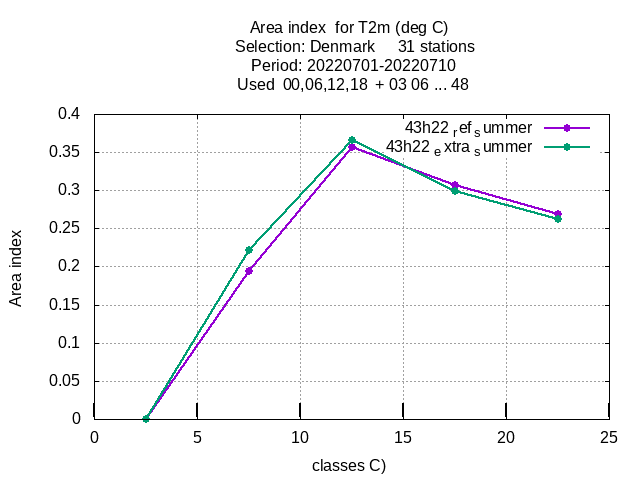 Area index for T2m (deg C)
Selection: Denmark 31 stations
Period: 20220701-20220710
Used 00,06,12,18 + 03 06 ... 48
43h22 ref summer
43h22 extra summer
0.4
0.35
0.3
0.25
0.2
0.15
0.1
0.05
0
Area index
0 5 10 15 20 25
classes C)